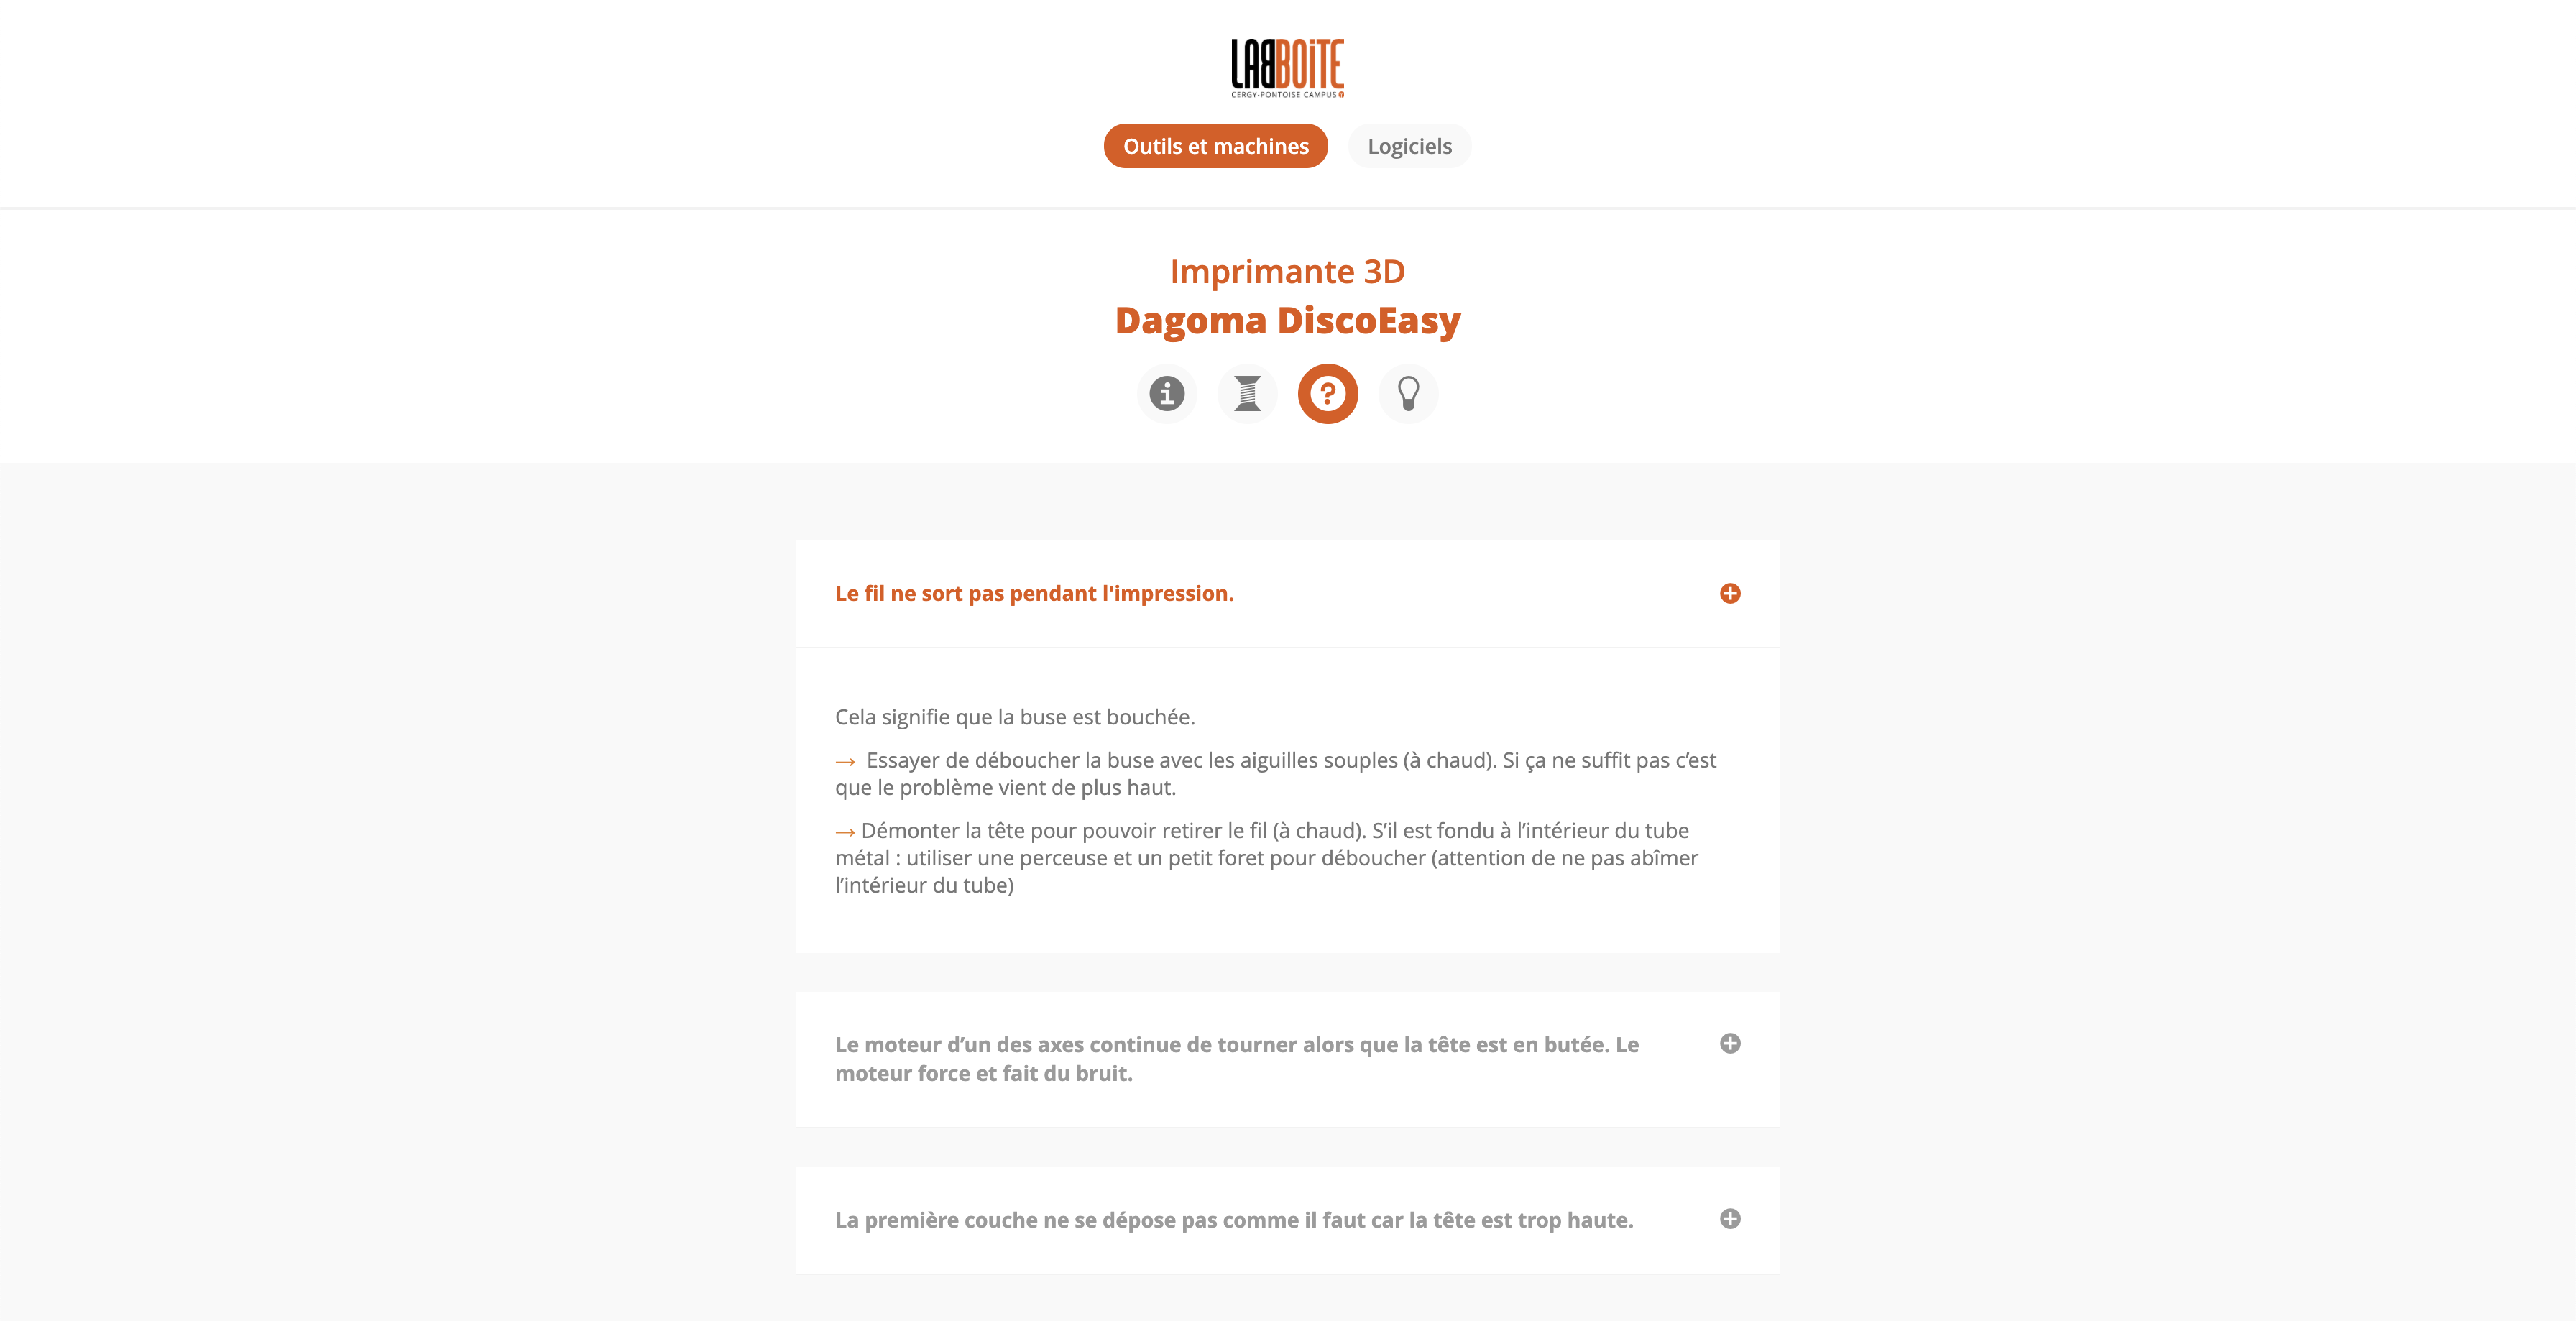 LABBOiTE
CERGY-PONTOISE CAMPUS
Outils et machines
Logiciels
Imprimante 3D
Dagoma DiscoEasy
Le fil ne sort pas pendant l'impression.
Cela signifie que la buse est bouchée.
→ Essayer de déboucher la buse avec les aiguilles souples (à chaud). Si ça ne suffit pas c’est
que le problème vient de plus haut.
→ Démonter la tête pour pouvoir retirer le fil (à chaud). S’il est fondu à l’intérieur du tube
métal : utiliser une perceuse et un petit foret pour déboucher (attention de ne pas abîmer
l’intérieur du tube)
Le moteur d’un des axes continue de tourner alors que la tête est en butée. Le
moteur force et fait du bruit.
La première couche ne se dépose pas comme il faut car la tête est trop haute.